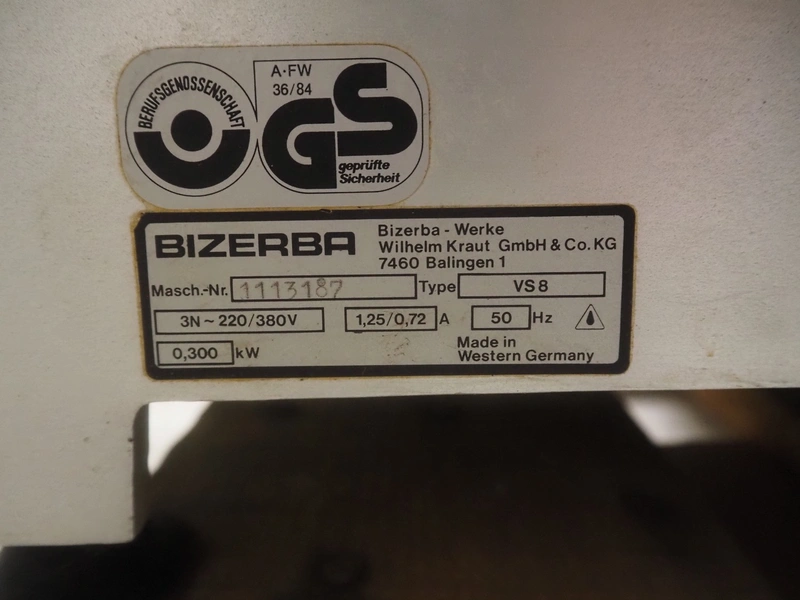 BERUFSGENOSSENSCHAFT
A·FW
36/84
GS
geprüfte
Sicherheit
BIZERBA
Bizerba - Werke
Wilhelm Kraut GmbH & Co. KG
7460 Balingen 1
Masch.-Nr. 1113187 Type VS8
3N~220/380V 1,25/0,72 A 50 Hz
0,300 kW
Made in
Western Germany